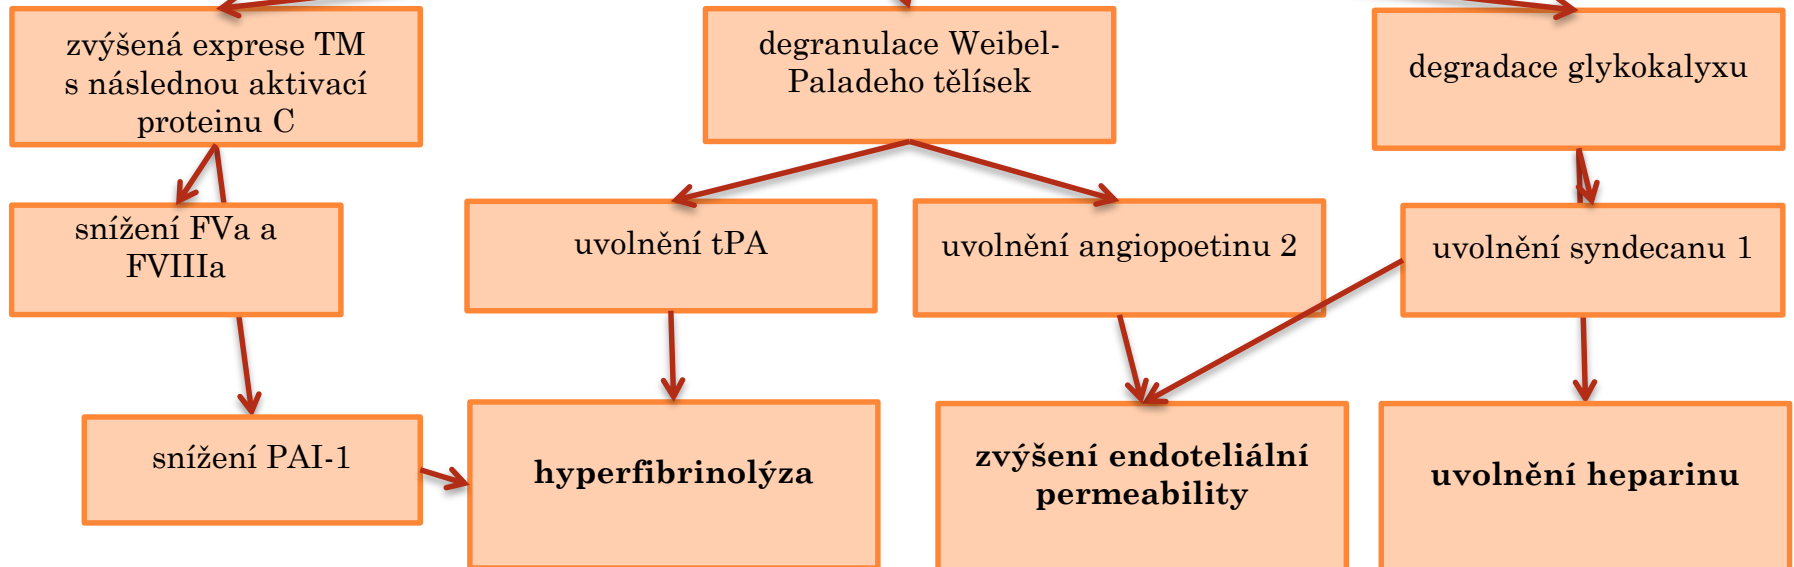 zvýšená exprese TM
s následnou aktivací
proteinu C
degranulace Weibel-
Paladeho tělísek
degradace glykokalyxu
snížení FVa a
FVIIIa
uvolnění tPA
uvolnění angiopoetinu 2
uvolnění syndecanu 1
snížení PAI-1
hyperfibrinolýza
zvýšení endoteliální
permeability
uvolnění heparinu